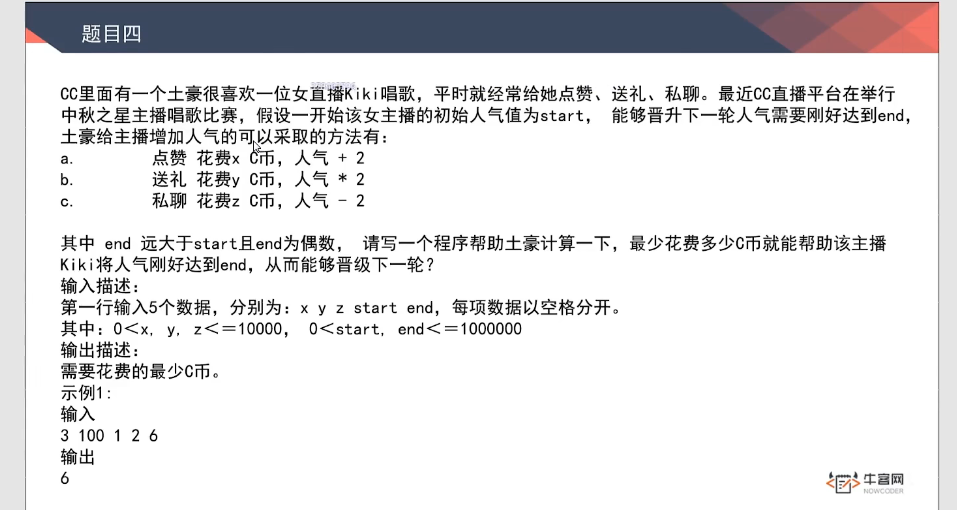 题目四
CC里面有一个土豪很喜欢一位女直播Kiki唱歌，平时就经常给她点赞、送礼、私聊。最近CC直播平台在举行
中秋之星主播唱歌比赛，假设一开始该女主播的初始人气值为start， 能够晋升下一轮人气需要刚好达到end，
土豪给主播增加人气的可以采取的方法有：
a. 点赞 花费x C币，人气 + 2
b. 送礼 花费y C币，人气 * 2
c. 私聊 花费z C币，人气 - 2
其中 end 远大于start且end为偶数， 请写一个程序帮助土豪计算一下，最少花费多少C币就能帮助该主播
Kiki将人气刚好达到end，从而能够晋级下一轮？
输入描述：
第一行输入5个数据，分别为：x y z start end，每项数据以空格分开。
其中：0＜x, y, z＜＝10000， 0＜start, end＜＝1000000
输出描述：
需要花费的最少C币。
示例1：
输入
3 100 1 2 6
输出
6
牛客网
NOWCODER